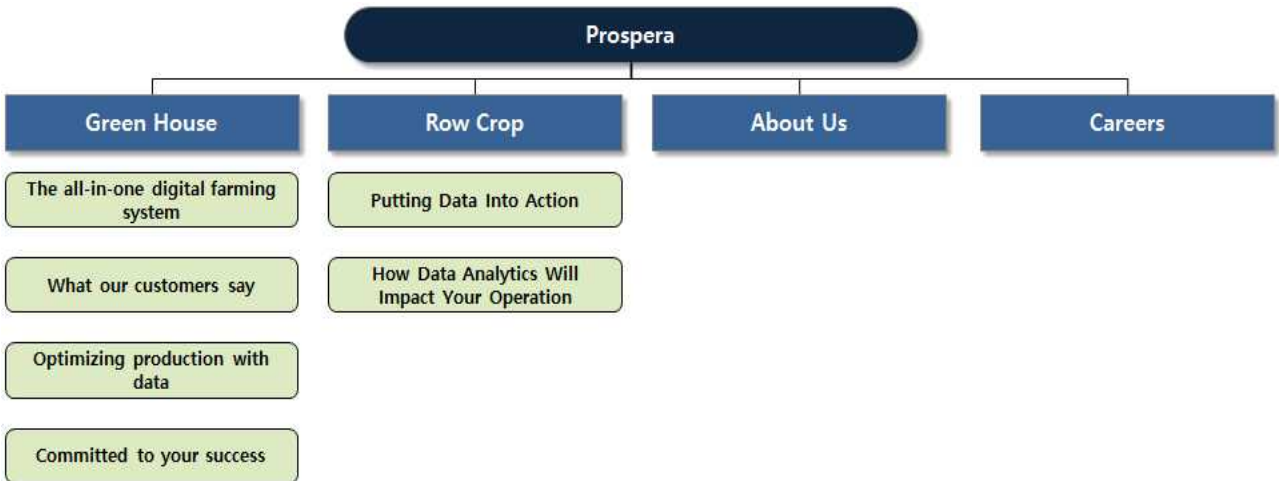 Prospera
Green House
Row Crop
About Us
Careers
The all-in-one digital farming
system
What our customers say
Optimizing production with
data
Committed to your success
Putting Data Into Action
How Data Analytics Will
Impact Your Operation